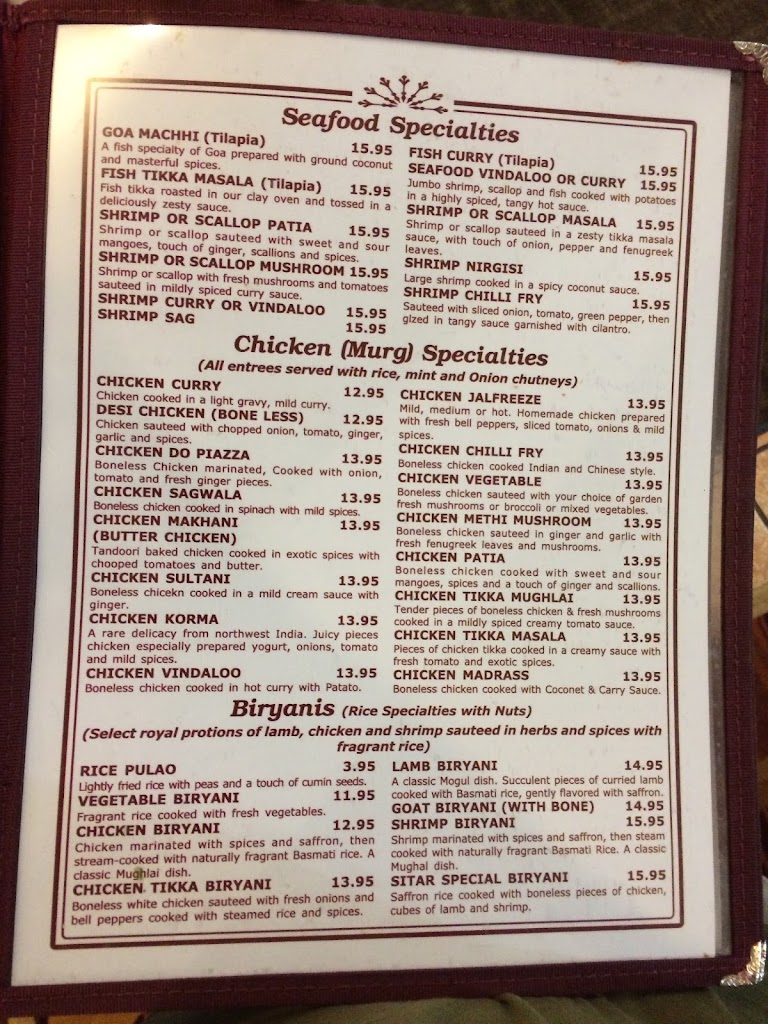 Seafood Specialties
GOA MACHHI (Tilapia) 15.95
A fish specialty of Goa prepared with ground coconut
and masterful spices.
FISH TIKKA MASALA (Tilapia) 15.95
Fish tikka roasted in our clay oven and tossed in a
deliciously zesty sauce.
SHRIMP OR SCALLOP PATIA 15.95
Shrimp or scallop sauteed with sweet and sour
mangoes, touch of ginger, scallions and spices.
SHRIMP OR SCALLOP MUSHROOM 15.95
Shrimp or scallop with fresh mushrooms and tomatoes
sauteed in mildly spiced curry sauce.
SHRIMP CURRY OR VINDALOO 15.95
SHRIMP SAG 15.95
FISH CURRY (Tilapia) 15.95
SEAFOOD VINDALOO OR CURRY 15.95
Jumbo shrimp, scallop and fish cooked with potatoes
in a highly spiced, tangy hot sauce.
SHRIMP OR SCALLOP MASALA 15.95
Shrimp or scallop sauteed in a zesty tikka masala
sauce, with touch of onion, pepper and fenugreek
leaves.
SHRIMP NIRGISI 15.95
Large shrimp cooked in a spicy coconut sauce.
SHRIMP CHILLI FRY 15.95
Sauteed with sliced onion, tomato, green pepper, then
glzed in tangy sauce garnished with cilantro.
Chicken (Murg) Specialties
(All entrees served with rice, mint and Onion chutneys)
CHICKEN CURRY 12.95
Chicken cooked in a light gravy, mild curry.
DESI CHICKEN (BONE LESS) 12.95
Chicken sauteed with chopped onion, tomato, ginger,
garlic and spices.
CHICKEN DO PIAZZA 13.95
Boneless Chicken marinated, Cooked with onion,
tomato and fresh ginger pieces.
CHICKEN SAGWALA 13.95
Boneless chicken cooked in spinach with mild spices.
CHICKEN MAKHANI 13.95
(BUTTER CHICKEN)
Tandoori baked chicken cooked in exotic spices with
chooped tomatoes and butter.
CHICKEN SULTANI 13.95
Boneless chicekn cooked in a mild cream sauce with
ginger.
CHICKEN KORMA 13.95
A rare delicacy from northwest India. Juicy pieces
chicken especially prepared yogurt, onions, tomato
and mild spices.
CHICKEN VINDALOO 13.95
Boneless chicken cooked in hot curry with Patato.
CHICKEN JALFREEZE 13.95
Mild, medium or hot. Homemade chicken prepared
with fresh bell peppers, sliced tomato, onions & mild
spices.
CHICKEN CHILLI FRY 13.95
Boneless chicken cooked Indian and Chinese style.
CHICKEN VEGETABLE 13.95
Boneless chicken sauteed with your choice of garden
fresh mushrooms or broccoli or mixed vegetables.
CHICKEN METHI MUSHROOM 13.95
Boneless chicken sauteed in ginger and garlic with
fresh fenugreek leaves and mushrooms.
CHICKEN PATIA 13.95
Boneless chicken cooked with sweet and sour
mangoes, spices and a touch of ginger and scallions.
CHICKEN TIKKA MUGHLAI 13.95
Tender pieces of boneless chicken & fresh mushrooms
cooked in a mildly spiced creamy tomato sauce.
CHICKEN TIKKA MASALA 13.95
Pieces of chicken tikka cooked in a creamy sauce with
fresh tomato and exotic spices.
CHICKEN MADRASS 13.95
Boneless chicken cooked with Coconet & Carry Sauce.
Biryanis (Rice Specialties with Nuts)
(Select royal protions of lamb, chicken and shrimp sauteed in herbs and spices with
fragrant rice)
RICE PULAO 3.95
Lightly fried rice with peas and a touch of cumin seeds.
VEGETABLE BIRYANI 11.95
Fragrant rice cooked with fresh vegetables.
CHICKEN BIRYANI 12.95
Chicken marinated with spices and saffron, then
stream-cooked with naturally fragrant Basmati rice. A
classic Mughlai dish.
CHICKEN TIKKA BIRYANI 13.95
Boneless white chicken sauteed with fresh onions and
bell peppers cooked with steamed rice and spices.
LAMB BIRYANI 14.95
A classic Mogul dish. Succulent pieces of curried lamb
cooked with Basmati rice, gently flavored with saffron.
GOAT BIRYANI (WITH BONE) 14.95
SHRIMP BIRYANI 15.95
Shrimp marinated with spices and saffron, then steam
cooked with naturally fragrant Basmati Rice. A classic
Mughal dish.
SITAR SPECIAL BIRYANI 15.95
Saffron rice cooked with boneless pieces of chicken,
cubes of lamb and shrimp.